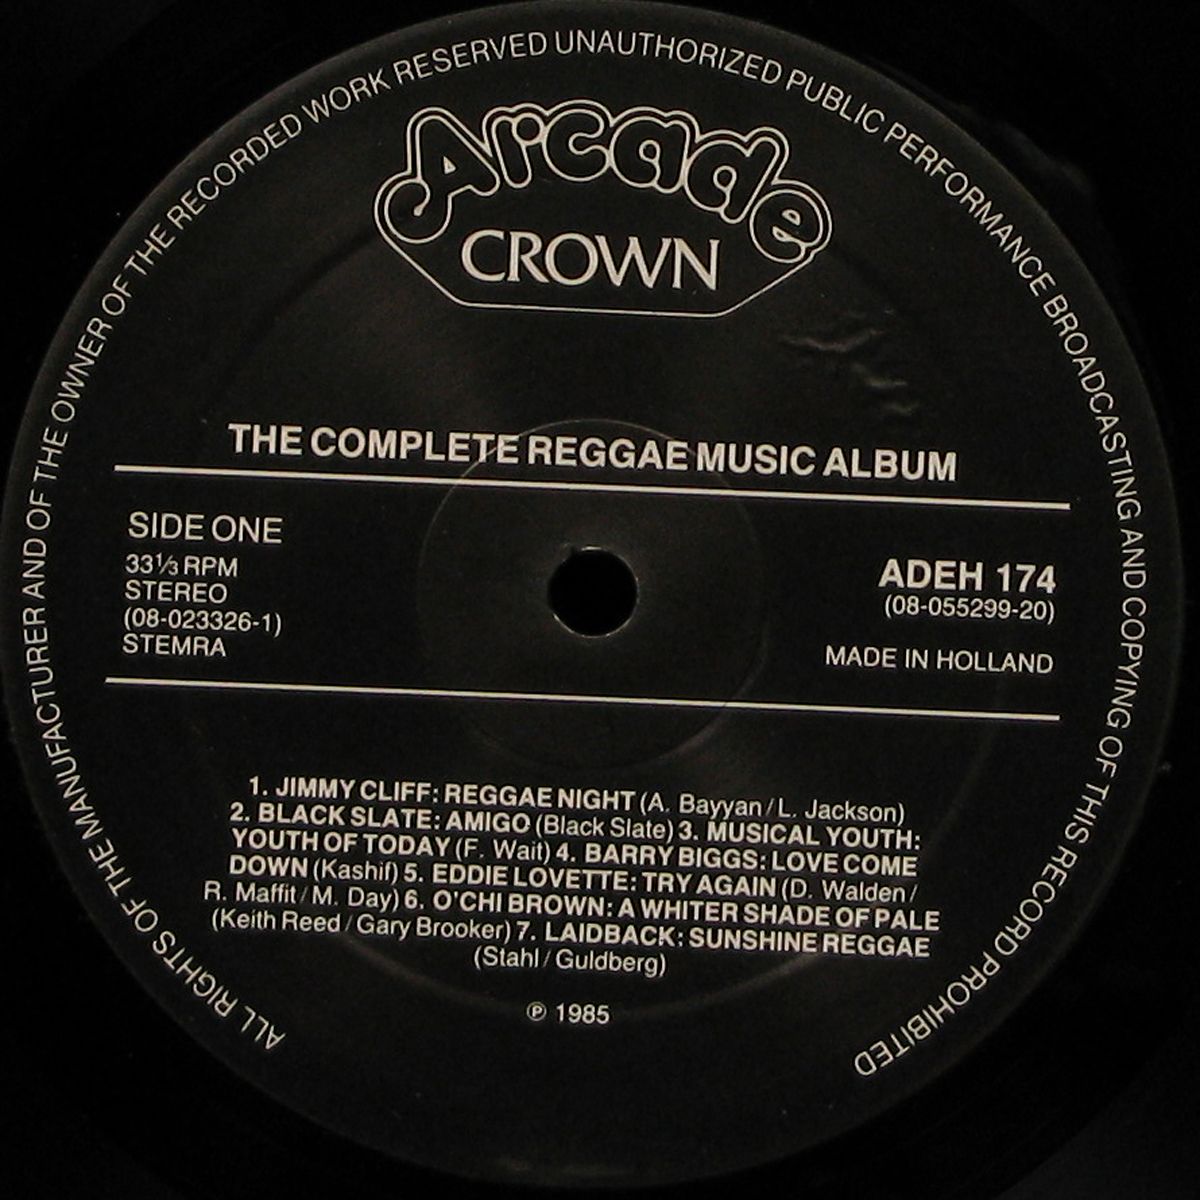 ALL RIGHTS OF THE MANUFACTURER AND OF THE OWNER OF THE RECORDED WORK RESERVED UNAUTHORIZED PUBLIC PERFORMANCE BROADCASTING AND COPYING OF THIS RECORD PROHIBITED
Arcade
CROWN
THE COMPLETE REGGAE MUSIC ALBUM
SIDE ONE
33⅓ RPM
STEREO
(08-023326-1)
STEMRA
ADEH 174
(08-055299-20)
MADE IN HOLLAND
1. JIMMY CLIFF: REGGAE NIGHT (A. Bayyan / L. Jackson)
2. BLACK SLATE: AMIGO (Black Slate) 3. MUSICAL YOUTH:
YOUTH OF TODAY (F. Wait) 4. BARRY BIGGS: LOVE COME
DOWN (Kashif) 5. EDDIE LOVETTE: TRY AGAIN (D. Walden /
R. Maffit / M. Day) 6. O'CHI BROWN: A WHITER SHADE OF PALE
(Keith Reed / Gary Brooker) 7. LAIDBACK: SUNSHINE REGGAE
(Stahl / Guldberg)
℗ 1985